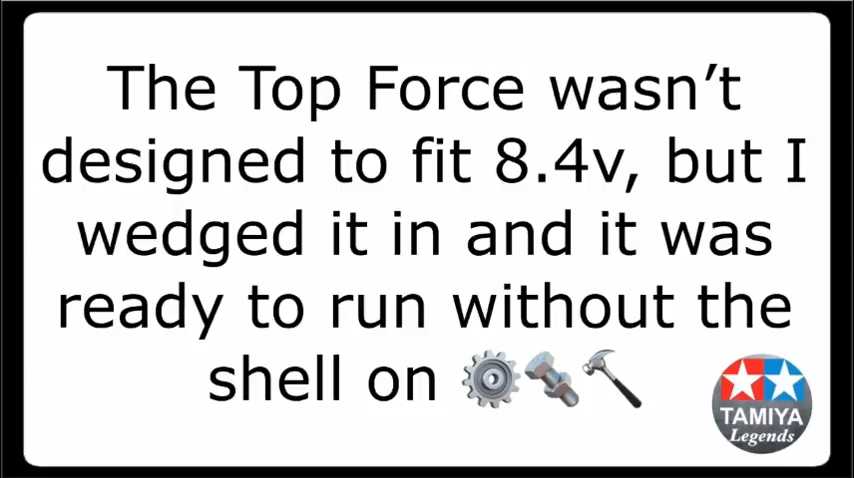 The Top Force wasn’t
designed to fit 8.4v, but I
wedged it in and it was
ready to run without the
shell on
TAMIYA
Legends